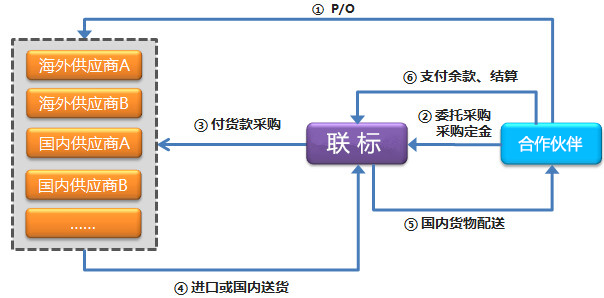 ① P/O
海外供应商A
海外供应商B
国内供应商A
国内供应商B
......
③ 付货款采购
联 标
⑥ 支付余款、结算
② 委托采购
采购定金
合作伙伴
⑤ 国内货物配送
④ 进口或国内送货